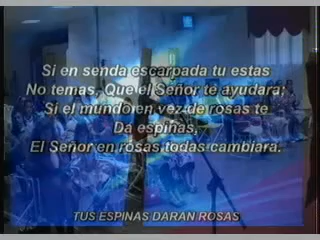 Si en senda escarpada tu estas
No temas, Que el Señor te ayudara;
Si el mundo en vez de rosas te
Da espinas,
El Señor en rosas todas cambiara.
TUS ESPINAS DARAN ROSAS